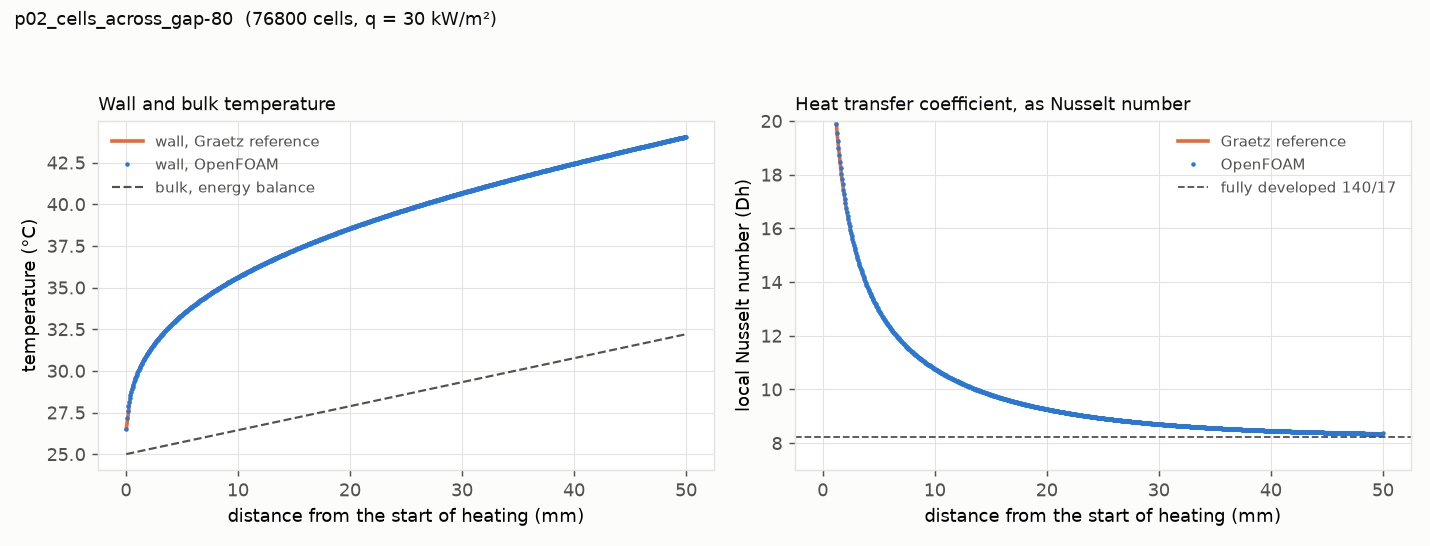 p02_cells_across_gap-80  (76800 cells, q = 30 kW/m²)
Wall and bulk temperature
wall, Graetz reference
wall, OpenFOAM
bulk, energy balance
temperature (°C)
42.5
40.0
37.5
35.0
32.5
30.0
27.5
25.0
0 10 20 30 40 50
distance from the start of heating (mm)
Heat transfer coefficient, as Nusselt number
Graetz reference
OpenFOAM
fully developed 140/17
local Nusselt number (Dh)
20
18
16
14
12
10
8
0 10 20 30 40 50
distance from the start of heating (mm)